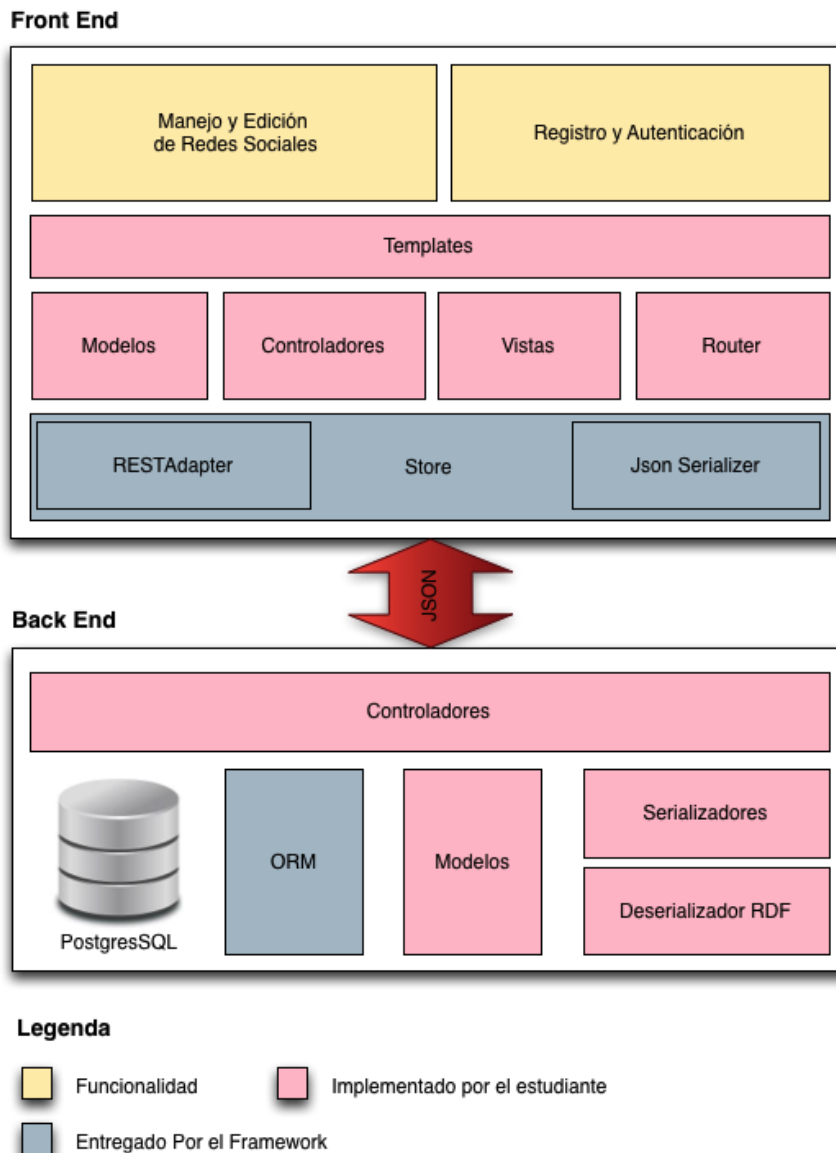 Front End
Manejo y Edición
de Redes Sociales
Registro y Autenticación
Templates
Modelos
Controladores
Vistas
Router
RESTAdapter
Store
Json Serializer
JSON
Back End
Controladores
PostgresSQL
ORM
Modelos
Serializadores
Deserializador RDF
Legenda
Funcionalidad
Implementado por el estudiante
Entregado Por el Framework